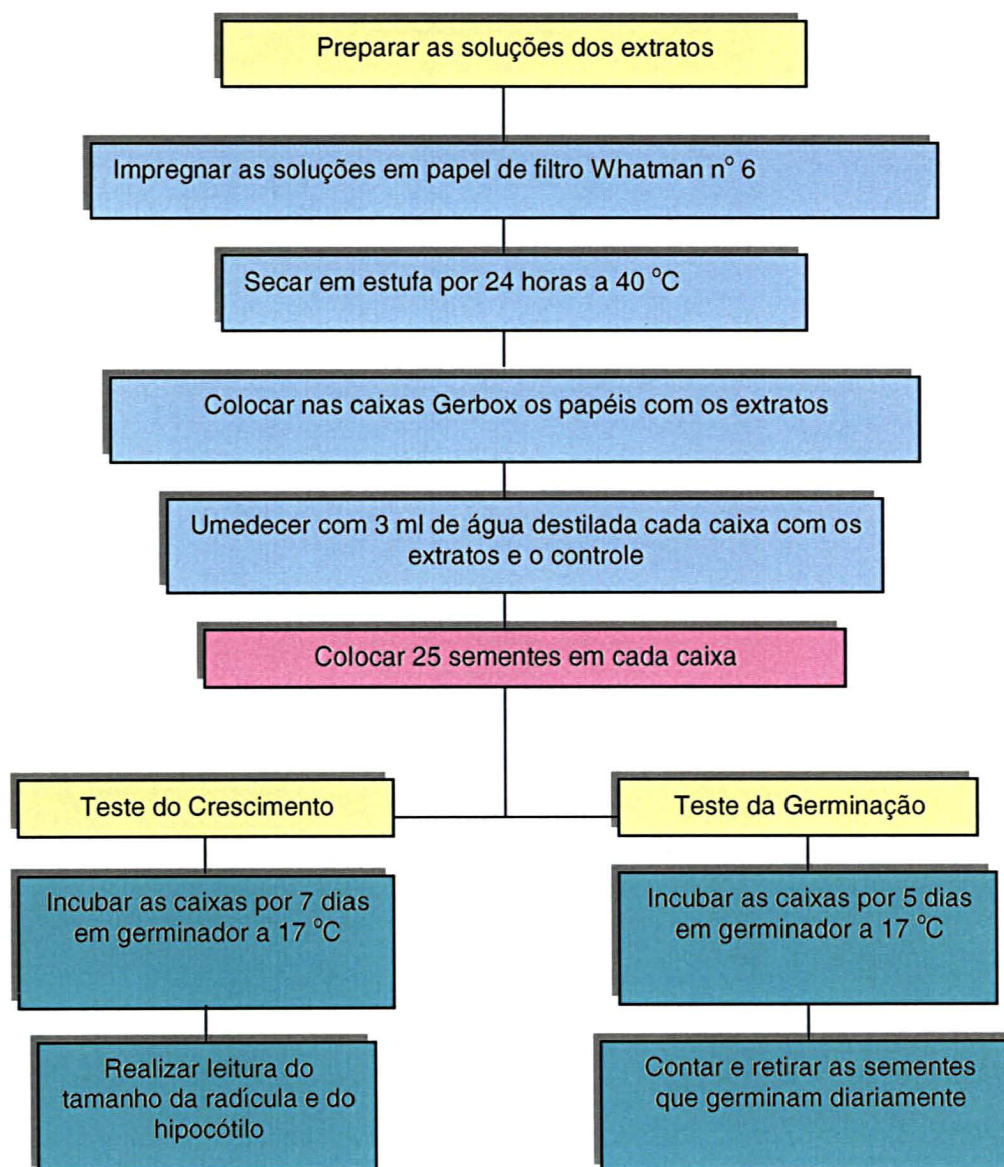 Preparar as soluções dos extratos
Impregnar as soluções em papel de filtro Whatman nº 6
Secar em estufa por 24 horas a 40 ºC
Colocar nas caixas Gerbox os papéis com os extratos
Umedecer com 3 ml de água destilada cada caixa com os
extratos e o controle
Colocar 25 sementes em cada caixa
Teste do Crescimento
Incubar as caixas por 7 dias
em germinador a 17 ºC
Realizar leitura do
tamanho da radícula e do
hipocótilo
Teste da Germinação
Incubar as caixas por 5 dias
em germinador a 17 ºC
Contar e retirar as sementes
que germinam diariamente